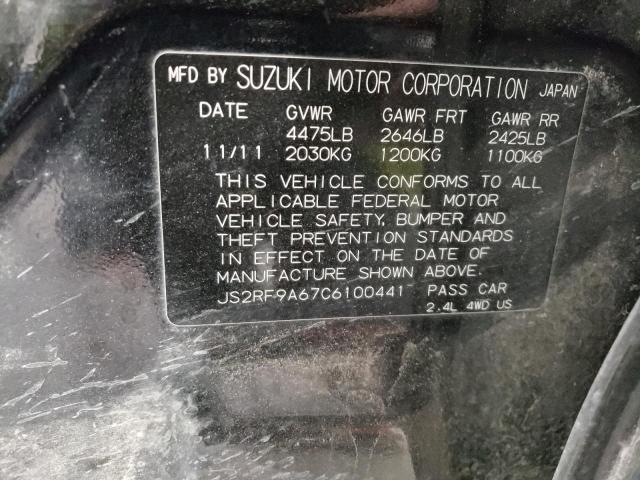 MFD BY SUZUKI MOTOR CORPORATION JAPAN
DATE GVWR GAWR FRT GAWR RR
4475LB 2646LB 2425LB
11/11 2030KG 1200KG 1100KG
THIS VEHICLE CONFORMS TO ALL
APPLICABLE FEDERAL MOTOR
VEHICLE SAFETY, BUMPER AND
THEFT PREVENTION STANDARDS
IN EFFECT ON THE DATE OF
MANUFACTURE SHOWN ABOVE.
JS2RF9A67C6100441 PASS CAR
2.4L 4WD US